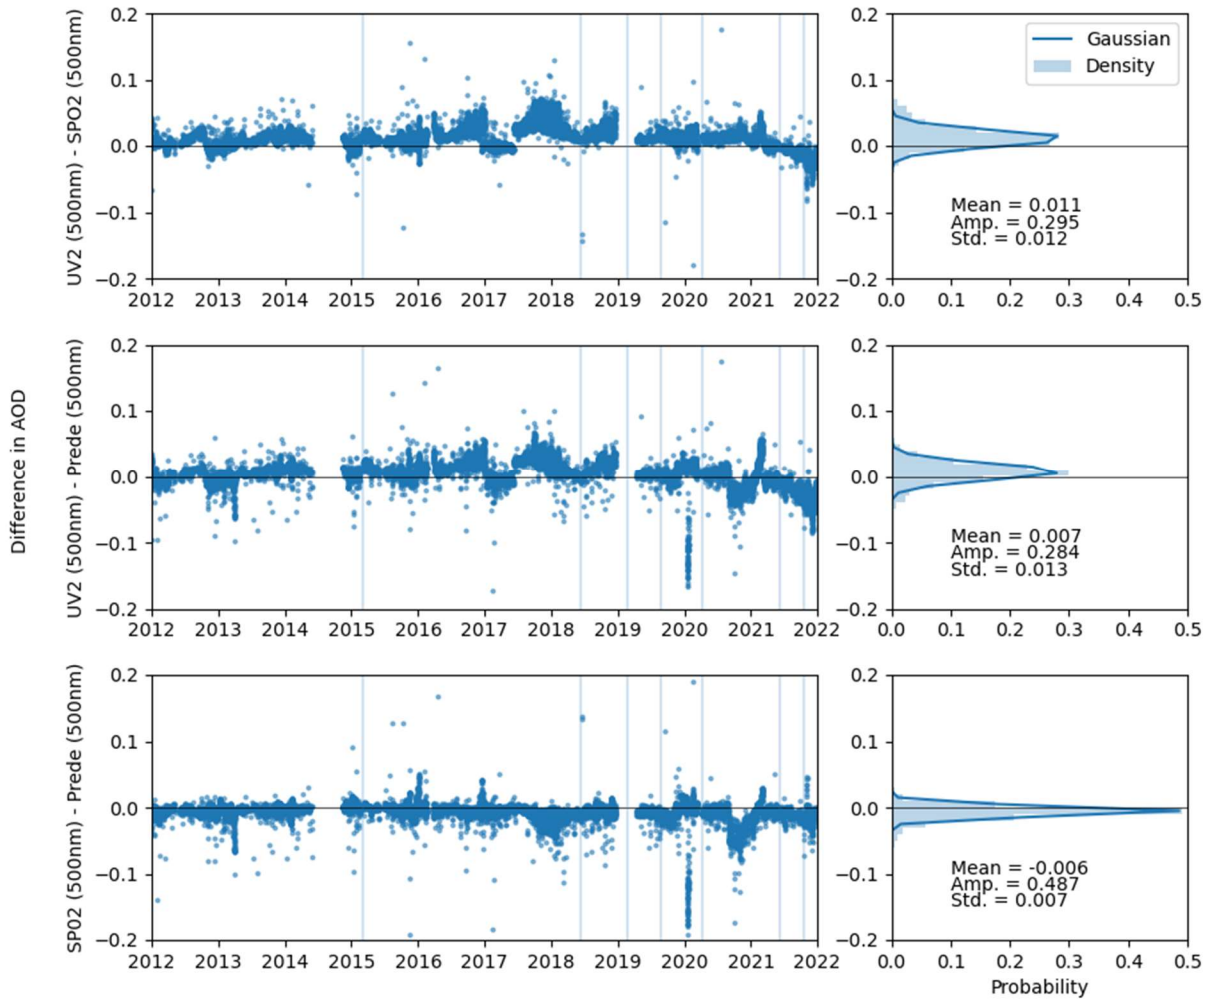 Difference in AOD
UV2 (500nm) - SPO2 (500nm)
0.2
0.1
0.0
−0.1
−0.2
2012 2013 2014 2015 2016 2017 2018 2019 2020 2021 2022
0.2
0.1
0.0
−0.1
−0.2
0.0 0.1 0.2 0.3 0.4 0.5
Gaussian
Density
Mean = 0.011
Amp. = 0.295
Std. = 0.012
UV2 (500nm) - Prede (500nm)
0.2
0.1
0.0
−0.1
−0.2
2012 2013 2014 2015 2016 2017 2018 2019 2020 2021 2022
0.2
0.1
0.0
−0.1
−0.2
0.0 0.1 0.2 0.3 0.4 0.5
Mean = 0.007
Amp. = 0.284
Std. = 0.013
SP02 (500nm) - Prede (500nm)
0.2
0.1
0.0
−0.1
−0.2
2012 2013 2014 2015 2016 2017 2018 2019 2020 2021 2022
0.2
0.1
0.0
−0.1
−0.2
0.0 0.1 0.2 0.3 0.4 0.5
Mean = -0.006
Amp. = 0.487
Std. = 0.007
Probability